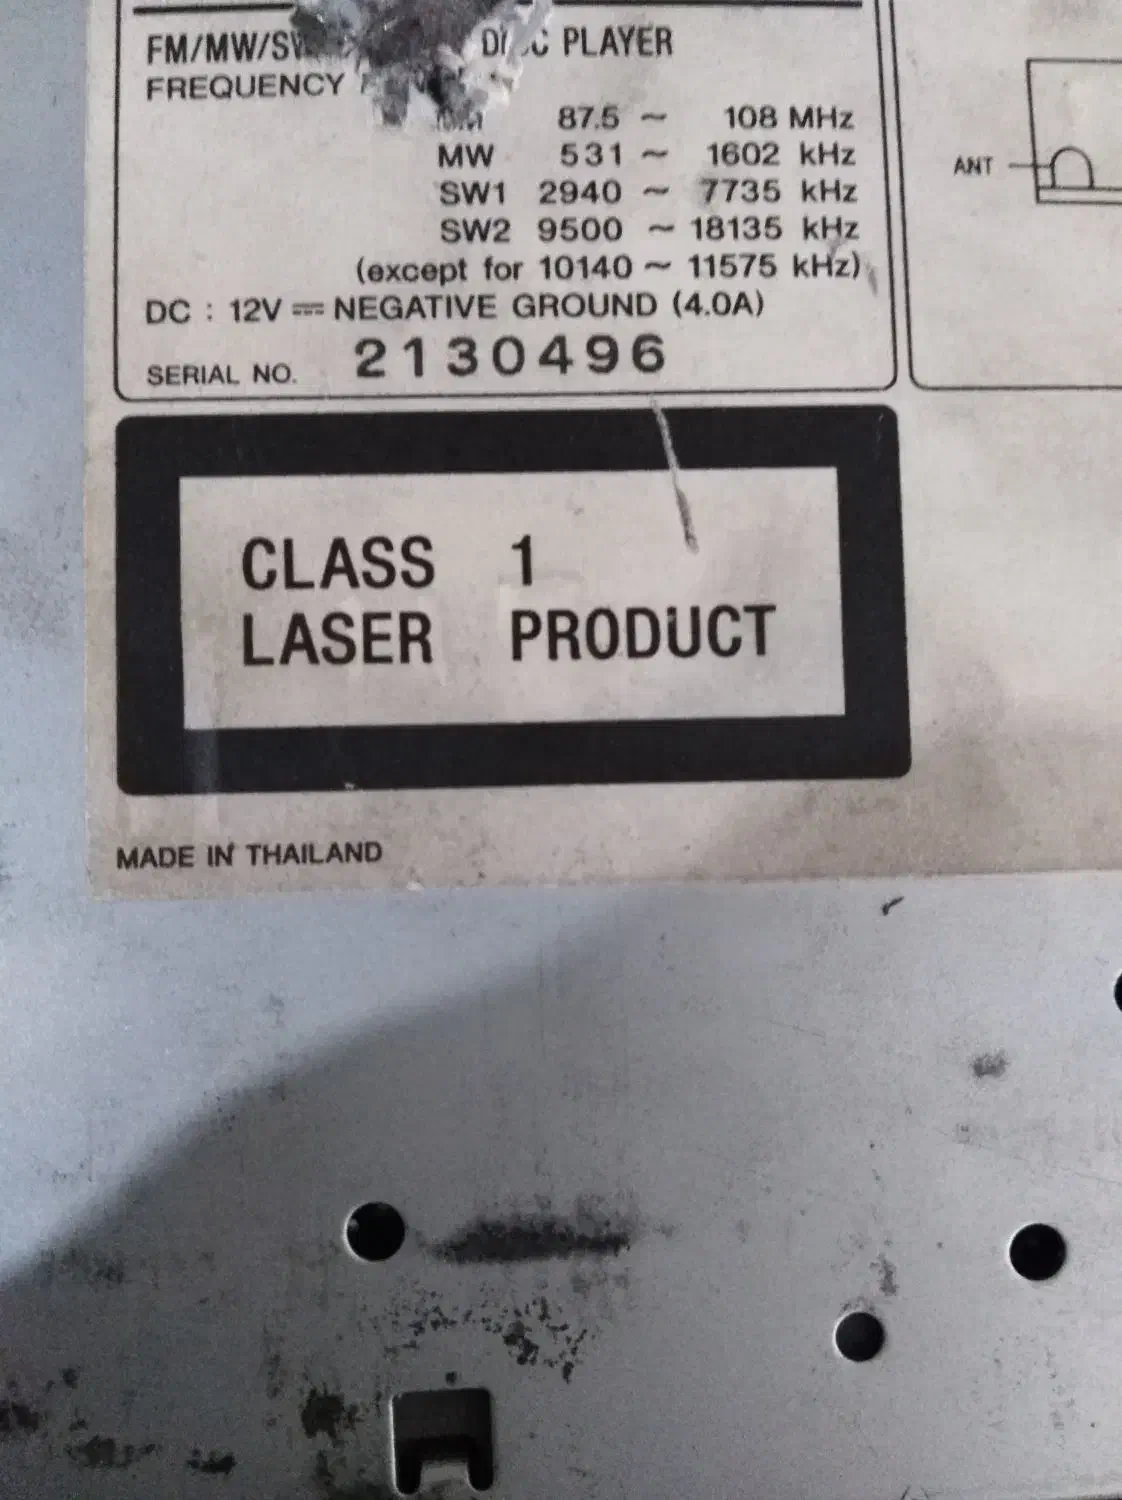 FM/MW/SW
PLAYER
FREQUENCY
87.5 ~ 108 MHz
MW 531 ~ 1602 kHz
SW1 2940 ~ 7735 kHz
SW2 9500 ~ 18135 kHz
(except for 10140 ~ 11575 kHz)
DC : 12V ⎓ NEGATIVE GROUND (4.0A)
SERIAL NO. 2130496
ANT
CLASS 1
LASER PRODUCT
MADE IN THAILAND